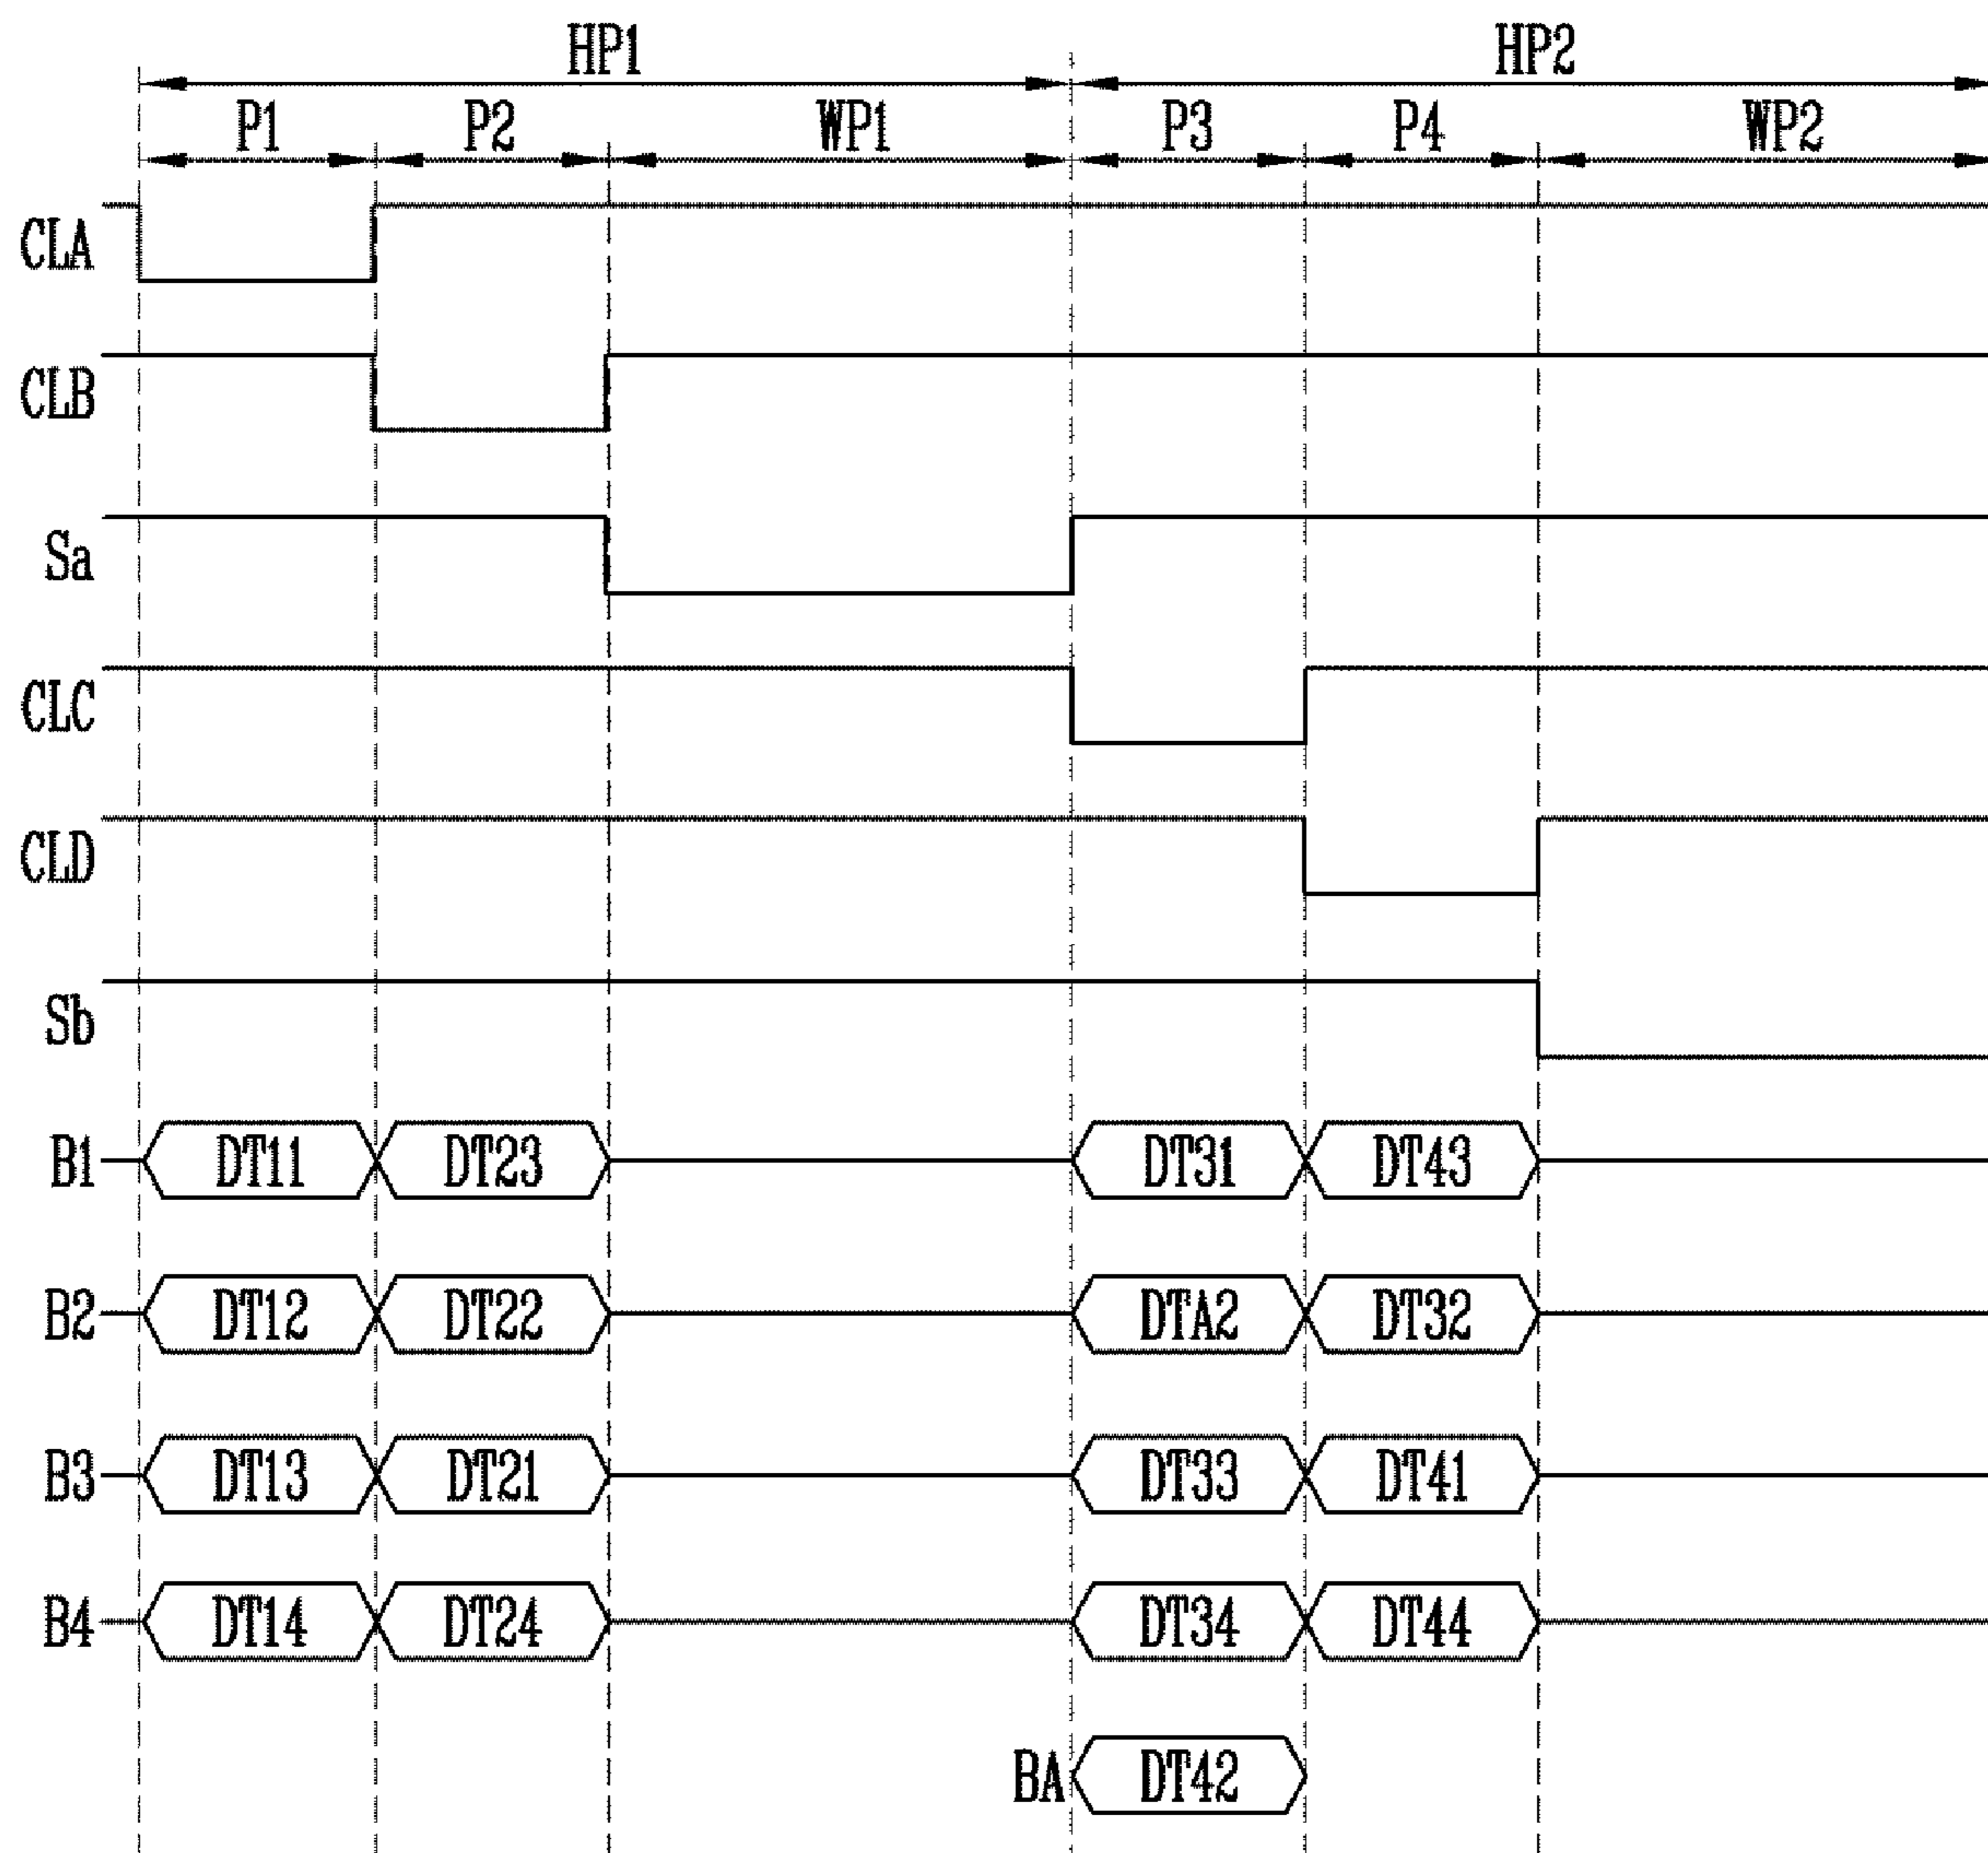 HP1 HP2
P1 P2 WP1 P3 P4 WP2
CLA
CLB
Sa
CLC
CLD
Sb
B1 DT11 DT23 DT31 DT43
B2 DT12 DT22 DTA2 DT32
B3 DT13 DT21 DT33 DT41
B4 DT14 DT24 DT34 DT44
BA DT42